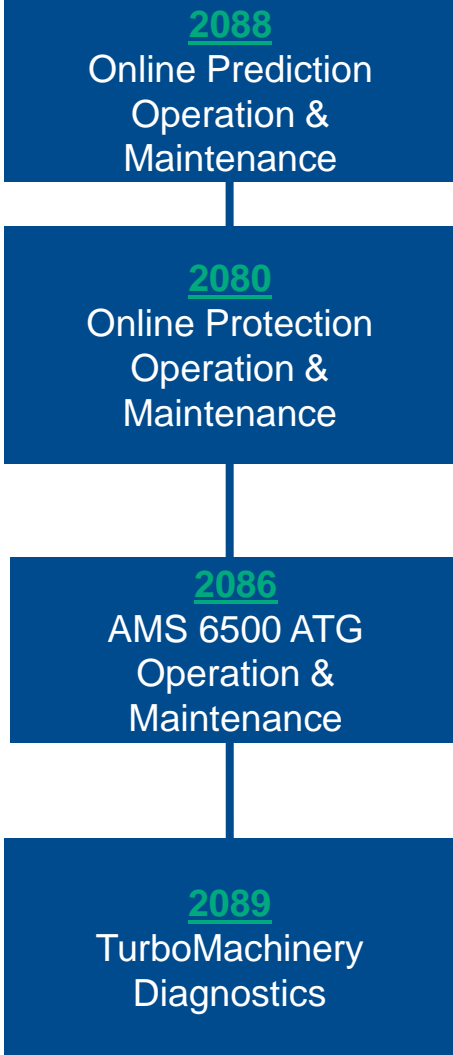 2088
Online Prediction
Operation &
Maintenance
2080
Online Protection
Operation &
Maintenance
2086
AMS 6500 ATG
Operation &
Maintenance
2089
TurboMachinery
Diagnostics